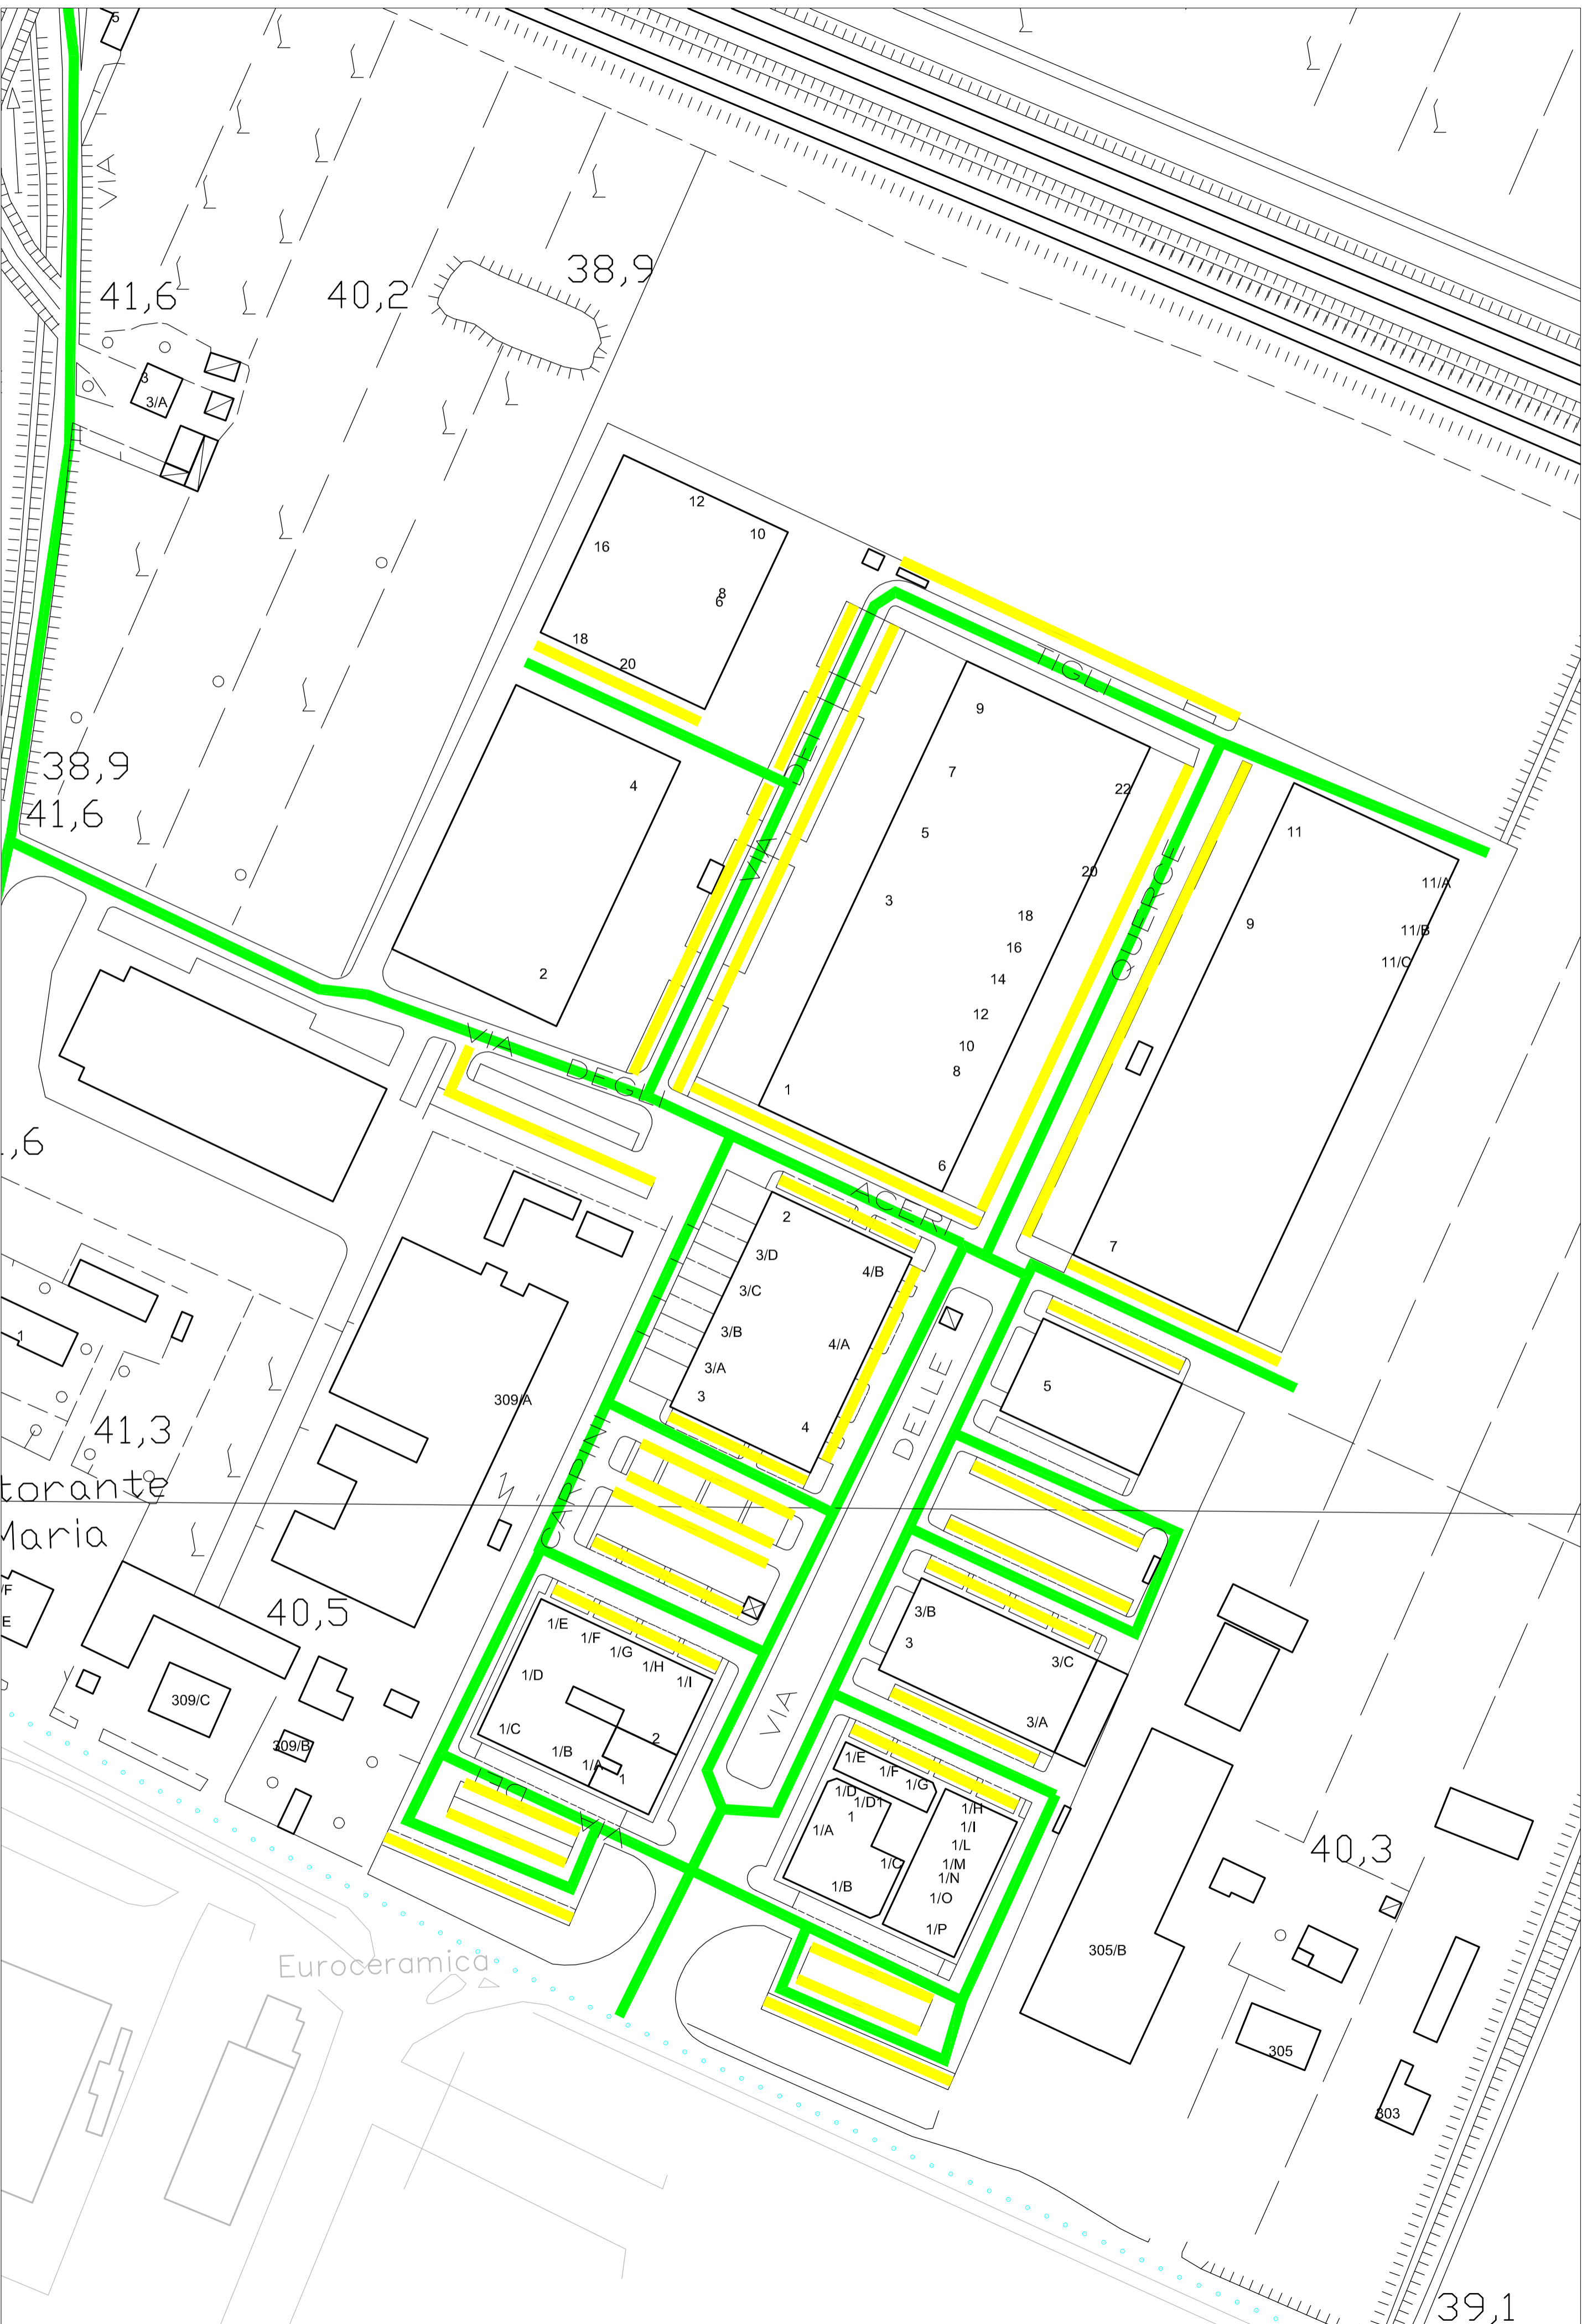 5
VIA
41,6
40,2
38,9
3
3/A
12
10
16
8
6
18
20
4
2
38,9
41,6
TIGLI
9
7
22
5
20
3
18
16
14
12
10
8
1
6
VIA DEI
QUERCE
11
11/A
9
11/B
11/C
7
VIA DEGLI ACERI
2
3/D
4/B
3/C
3/B
4/A
3/A
3
4
5
DELLE
VIA
1
309/A
41,3
torante
Maria
/F
E
40,5
309/C
309/B
CARPINI
VIA DEI
1/E
1/F
1/G
1/H
1/I
1/D
1/C
1/B
1/A
1
2
3/B
3
3/C
3/A
1/E
1/F
1/G
1/D
1/D1
1
1/A
1/C
1/B
1/H
1/I
1/L
1/M
1/N
1/O
1/P
40,3
305/B
305
303
Euroceramica
39,1